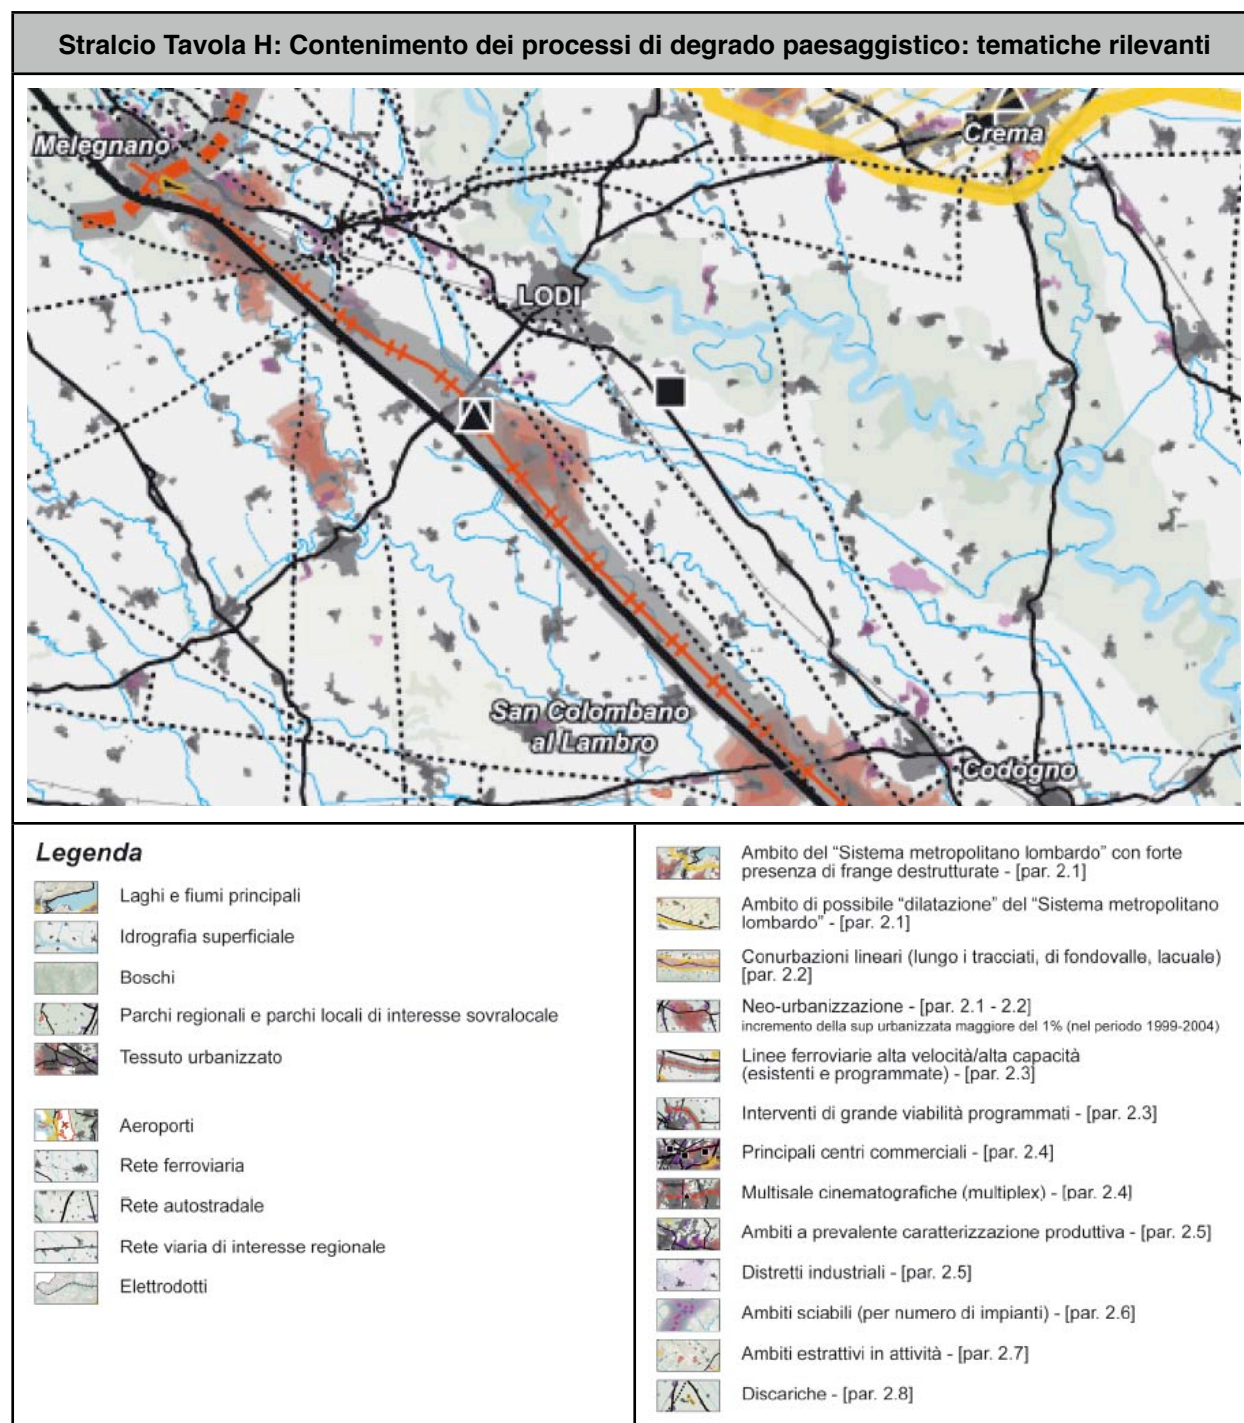 Stralcio Tavola H: Contenimento dei processi di degrado paesaggistico: tematiche rilevanti
Melegnano
Crema
LODI
San Colombano
al Lambro
Codogno
Legenda
Laghi e fiumi principali
Idrografia superficiale
Boschi
Parchi regionali e parchi locali di interesse sovralocale
Tessuto urbanizzato
Aeroporti
Rete ferroviaria
Rete autostradale
Rete viaria di interesse regionale
Elettrodotti
Ambito del “Sistema metropolitano lombardo” con forte
presenza di frange destrutturate - [par. 2.1]
Ambito di possibile “dilatazione” del “Sistema metropolitano
lombardo” - [par. 2.1]
Conurbazioni lineari (lungo i tracciati, di fondovalle, lacuale)
[par. 2.2]
Neo-urbanizzazione - [par. 2.1 - 2.2]
incremento della sup urbanizzata maggiore del 1% (nel periodo 1999-2004)
Linee ferroviarie alta velocità/alta capacità
(esistenti e programmate) - [par. 2.3]
Interventi di grande viabilità programmati - [par. 2.3]
Principali centri commerciali - [par. 2.4]
Multisale cinematografiche (multiplex) - [par. 2.4]
Ambiti a prevalente caratterizzazione produttiva - [par. 2.5]
Distretti industriali - [par. 2.5]
Ambiti sciabili (per numero di impianti) - [par. 2.6]
Ambiti estrattivi in attività - [par. 2.7]
Discariche - [par. 2.8]